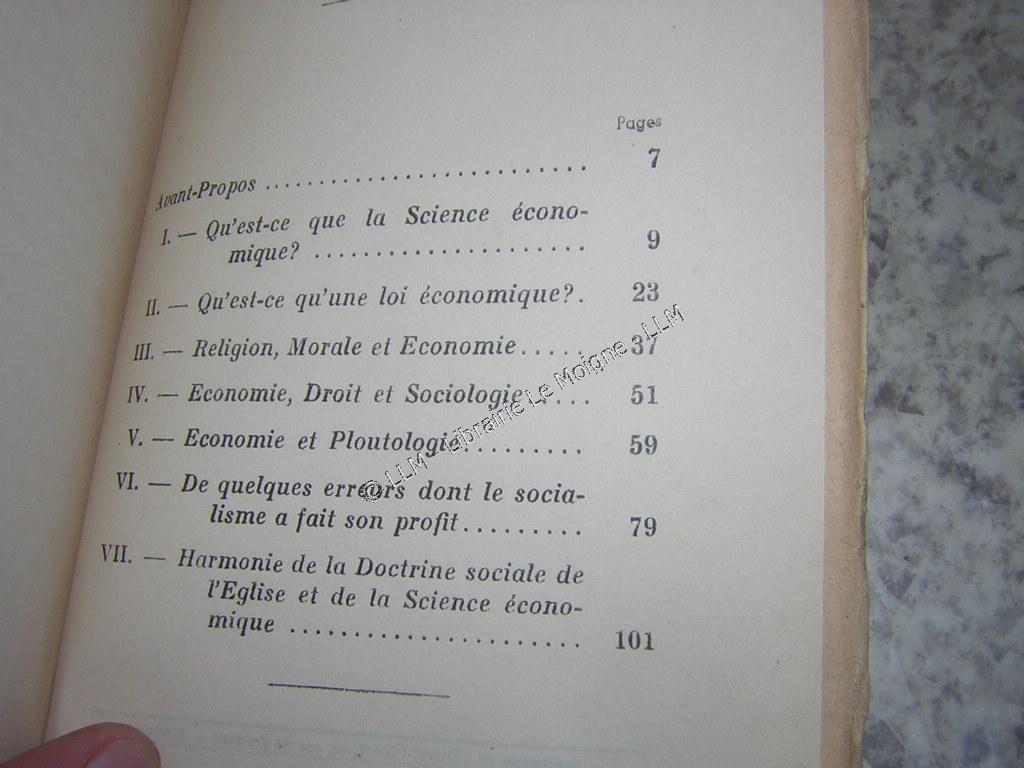 Pages
Avant-Propos .......................... 7
I. — Qu'est-ce que la Science écono-
mique? ..................... 9
II. — Qu'est-ce qu'une loi économique?. 23
III. — Religion, Morale et Economie...... 37
IV. — Economie, Droit et Sociologie..... 51
V. — Economie et Ploutologie.......... 59
VI. — De quelques erreurs dont le socia-
lisme a fait son profit.......... 79
VII. — Harmonie de la Doctrine sociale de
l'Eglise et de la Science écono-
mique ....................... 101
© LLM - Librairie Le Moigne - LLM